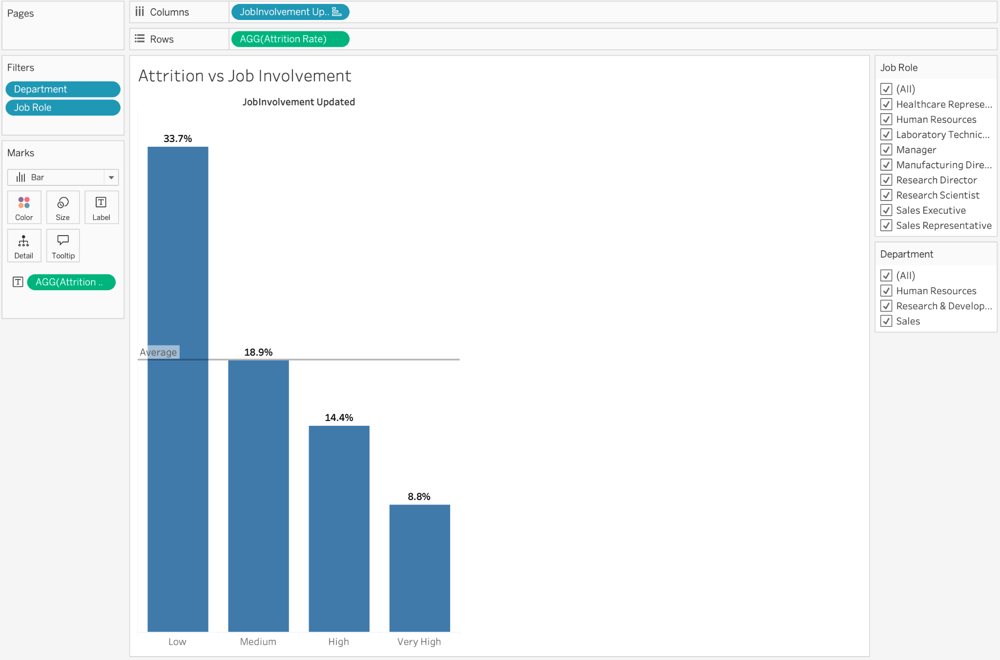 Pages
Columns
JobInvolvement Up..
Rows
AGG(Attrition Rate)
Filters
Department
Job Role
Marks
Bar
Color
Size
Label
Detail
Tooltip
AGG(Attrition ..
Attrition vs Job Involvement
JobInvolvement Updated
33.7%
Average
18.9%
14.4%
8.8%
Low
Medium
High
Very High
Job Role
(All)
Healthcare Represe...
Human Resources
Laboratory Technic...
Manager
Manufacturing Dire...
Research Director
Research Scientist
Sales Executive
Sales Representative
Department
(All)
Human Resources
Research & Develop...
Sales